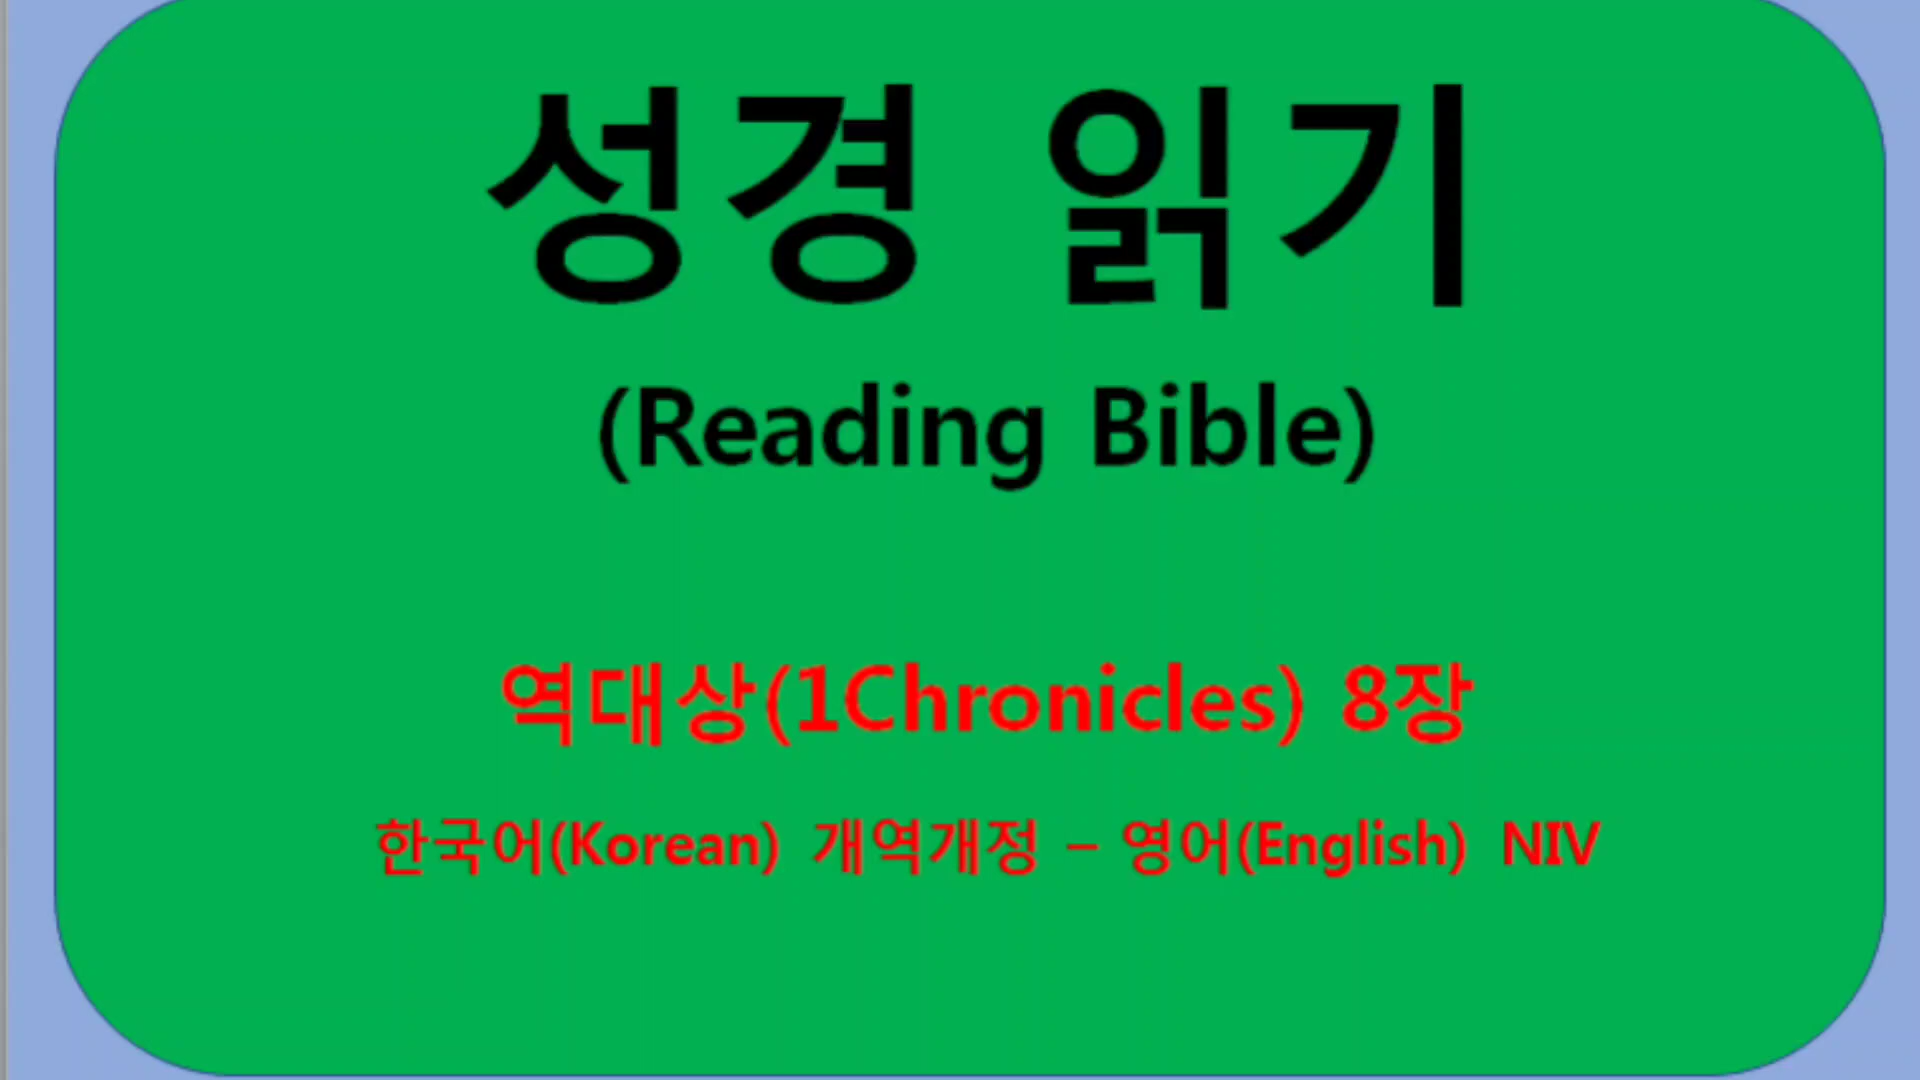 성경 읽기
(Reading Bible)
역대상(1Chronicles) 8장
한국어(Korean) 개역개정 – 영어(English) NIV